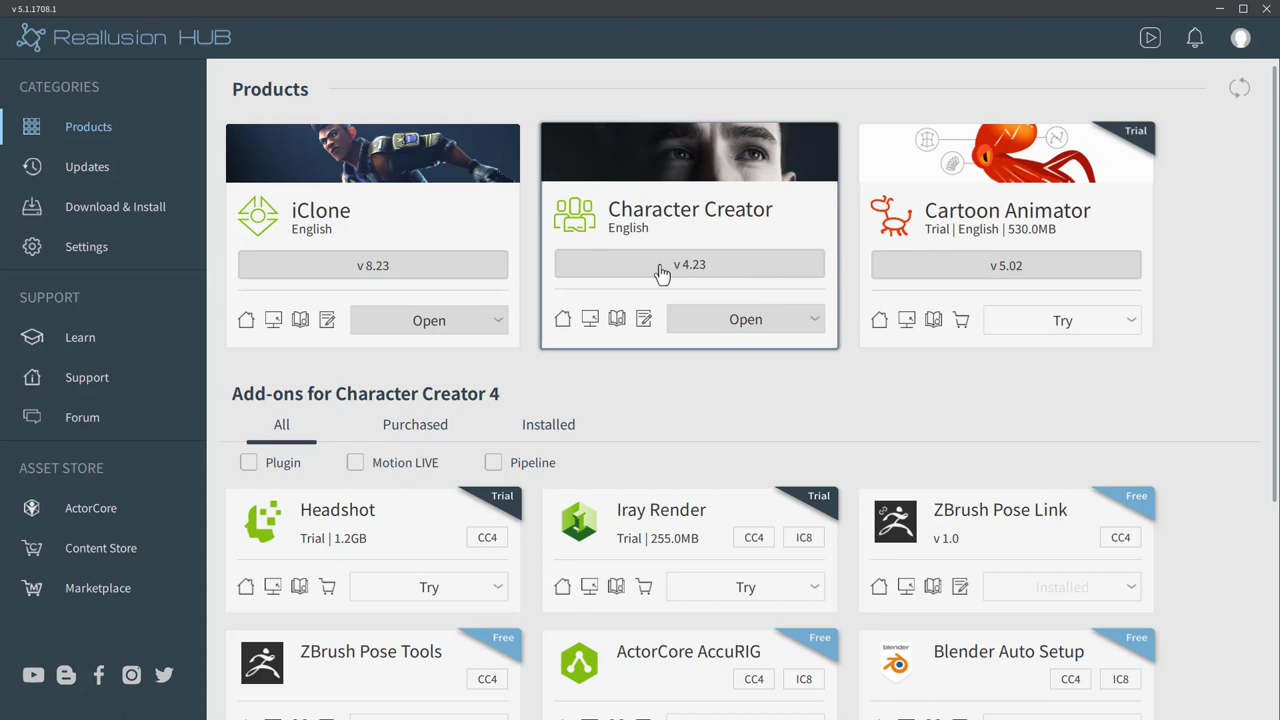 v 5.1.1708.1
Reallusion HUB
CATEGORIES
Products
Updates
Download & Install
Settings
SUPPORT
Learn
Support
Forum
ASSET STORE
ActorCore
Content Store
Marketplace
Products
iClone
English
v 8.23
Open
Character Creator
English
v 4.23
Open
Trial
Cartoon Animator
Trial | English | 530.0MB
v 5.02
Try
Add-ons for Character Creator 4
All Purchased Installed
Plugin Motion LIVE Pipeline
Trial
Headshot
Trial | 1.2GB CC4
Try
Trial
Iray Render
Trial | 255.0MB CC4 IC8
Try
Free
ZBrush Pose Link
v 1.0 CC4
Installed
Free
ZBrush Pose Tools
CC4
Free
ActorCore AccuRIG
CC4 IC8
Free
blender
Blender Auto Setup
CC4 IC8